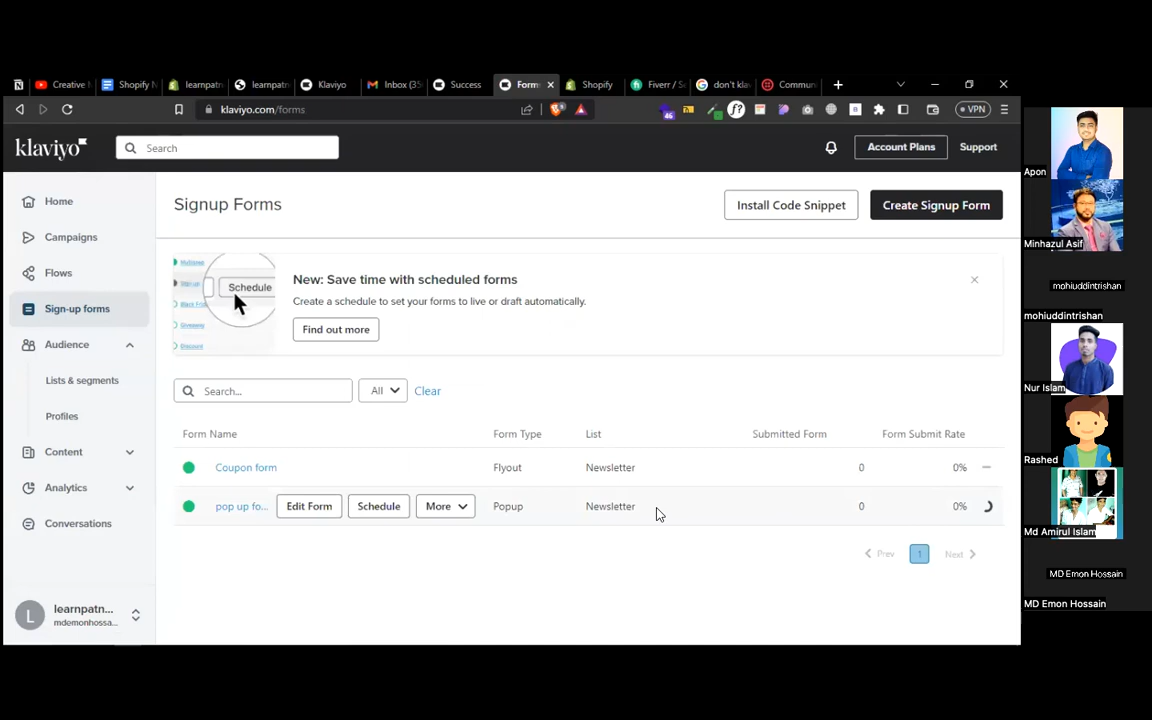 Creative
Shopify N
learnpatn
learnpatn
Klaviyo
Inbox (35
Success
Form
Shopify
Fiverr / S
don't kla
Commun
klaviyo.com/forms
46
f?
VPN
klaviyo
Search
Account Plans
Support
Home
Campaigns
Flows
Sign-up forms
Audience
Lists & segments
Profiles
Content
Analytics
Conversations
L
learnpatn...
mdemonhossa...
Signup Forms
Install Code Snippet
Create Signup Form
Schedule
New: Save time with scheduled forms
Create a schedule to set your forms to live or draft automatically.
Find out more
Search...
All
Clear
Form Name Form Type List Submitted Form Form Submit Rate
Coupon form Flyout Newsletter 0 0%
pop up fo... Edit Form Schedule More Popup Newsletter 0 0%
Prev 1 Next
Apon
Minhazul Asif
mohiuddintrishan
mohiuddintrishan
Nur Islam
Rashed
Md Amirul Islam
MD Emon Hossain
MD Emon Hossain